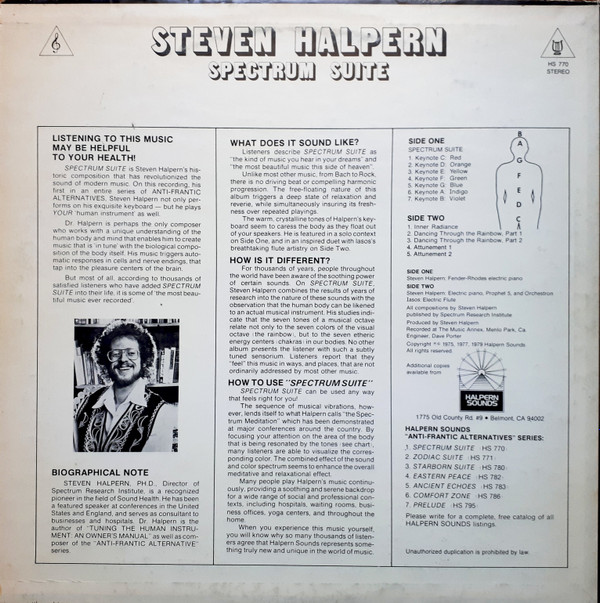 STEVEN HALPERN
SPECTRUM SUITE
HS 770
STEREO
LISTENING TO THIS MUSIC
MAY BE HELPFUL
TO YOUR HEALTH!
SPECTRUM SUITE is Steven Halpern's his-
toric composition that has revolutionized the
sound of modern music. On this recording, his
first in an entire series of ANTI-FRANTIC
ALTERNATIVES, Steven Halpern not only per-
forms on his exquisite keyboard — but he plays
YOUR 'human instrument' as well.
Dr. Halpern is perhaps the only composer
who works with a unique understanding of the
human body and mind that enables him to create
music that is 'in tune' with the biological compo-
sition of the body itself. His music triggers auto-
matic responses in cells and nerve endings, that
tap into the pleasure centers of the brain.
But most of all, according to thousands of
satisfied listeners who have added SPECTRUM
SUITE into their life, it is some of 'the most beau-
tiful music ever recorded'.
BIOGRAPHICAL NOTE
STEVEN HALPERN, PH.D., Director of
Spectrum Research Institute, is a recognized
pioneer in the field of Sound Health. He has been
a featured speaker at conferences in the United
States and England, and serves as consultant to
businesses and hospitals. Dr. Halpern is the
author of "TUNING THE HUMAN INSTRU-
MENT: AN OWNER'S MANUAL" as well as com-
poser of the "ANTI-FRANTIC ALTERNATIVE"
series.
WHAT DOES IT SOUND LIKE?
Listeners describe SPECTRUM SUITE as
"the kind of music you hear in your dreams" and
"the most beautiful music this side of heaven".
Unlike most other music, from Bach to Rock,
there is no driving beat or compelling harmonic
progression. The free-floating nature of this
album triggers a deep state of relaxation and
reverie, while simultaneously insuring its fresh-
ness over repeated playings.
The warm, crystalline tones of Halpern's key-
board seem to caress the body as they float out
of your speakers. He is featured in a solo context
on Side One, and in an inspired duet with Iasos's
breathtaking flute artistry on Side Two.
HOW IS IT DIFFERENT?
For thousands of years, people throughout
the world have been aware of the soothing power
of certain sounds. On SPECTRUM SUITE,
Steven Halpern combines the results of years of
research into the nature of these sounds with the
observation that the human body can be likened
to an actual musical instrument. His studies indi-
cate that the seven tones of a musical octave
relate not only to the seven colors of the visual
octave (the rainbow), but to the seven etheric
energy centers (chakras) in our bodies. No other
album presents the listener with such a subtly
tuned sensorium. Listeners report that they
"feel" this music in ways, and places, that are not
ordinarily addressed by most other music.
HOW TO USE "SPECTRUM SUITE"
SPECTRUM SUITE can be used any way
that feels right for you!
The sequence of musical vibrations, how-
ever, lends itself to what Halpern calls "the Spec-
trum Meditation" which has been demonstrated
at major conferences around the country. By
focusing your attention on the area of the body
that is being resonated by the tones (see chart),
many listeners are able to visualize the corres-
ponding color. The combined effect of the sound
and color spectrum seems to enhance the overall
meditative and relaxational effect.
Many people play Halpern's music continu-
ously, providing a soothing and serene backdrop
for a wide range of social and professional con-
texts, including hospitals, waiting rooms, busi-
ness offices, yoga centers, and throughout the
home.
When you experience this music yourself,
you will know why so many thousands of listen-
ers agree that Halpern Sounds represents some-
thing truly new and unique in the world of music.
SIDE ONE
SPECTRUM SUITE
1. Keynote C: Red
2. Keynote D: Orange
3. Keynote E: Yellow
4. Keynote F: Green
5. Keynote G: Blue
6. Keynote A: Indigo
7. Keynote B: Violet
B
A
G
F
E
D
C
SIDE TWO
1. Inner Radiance
2. Dancing Through the Rainbow, Part 1
3. Dancing Through the Rainbow, Part 2
4. Attunement 1
5. Attunement 2
SIDE ONE
Steven Halpern: Fender-Rhodes electric piano
SIDE TWO
Steven Halpern: Electric piano, Prophet 5, and Orchestron
Iasos: Electric Flute
All compositions by Steven Halpern
published by Spectrum Research Institute
Produced by Steven Halpern
Recorded at The Music Annex, Menlo Park, Ca.
Engineer, Dave Porter
Copyright 1975, 1977, 1979 Halpern Sounds
All rights reserved
Additional copies
available from
HALPERN
SOUNDS
1775 Old County Rd. #9 • Belmont, CA 94002
HALPERN SOUNDS
"ANTI-FRANTIC ALTERNATIVES" SERIES:
1. SPECTRUM SUITE HS 770
2. ZODIAC SUITE HS 771
3. STARBORN SUITE HS 780
4. EASTERN PEACE HS 782
5. ANCIENT ECHOES HS 783
6. COMFORT ZONE HS 786
7. PRELUDE HS 795
Please write for a complete, free catalog of all
HALPERN SOUNDS listings.
Unauthorized duplication is prohibited by law.